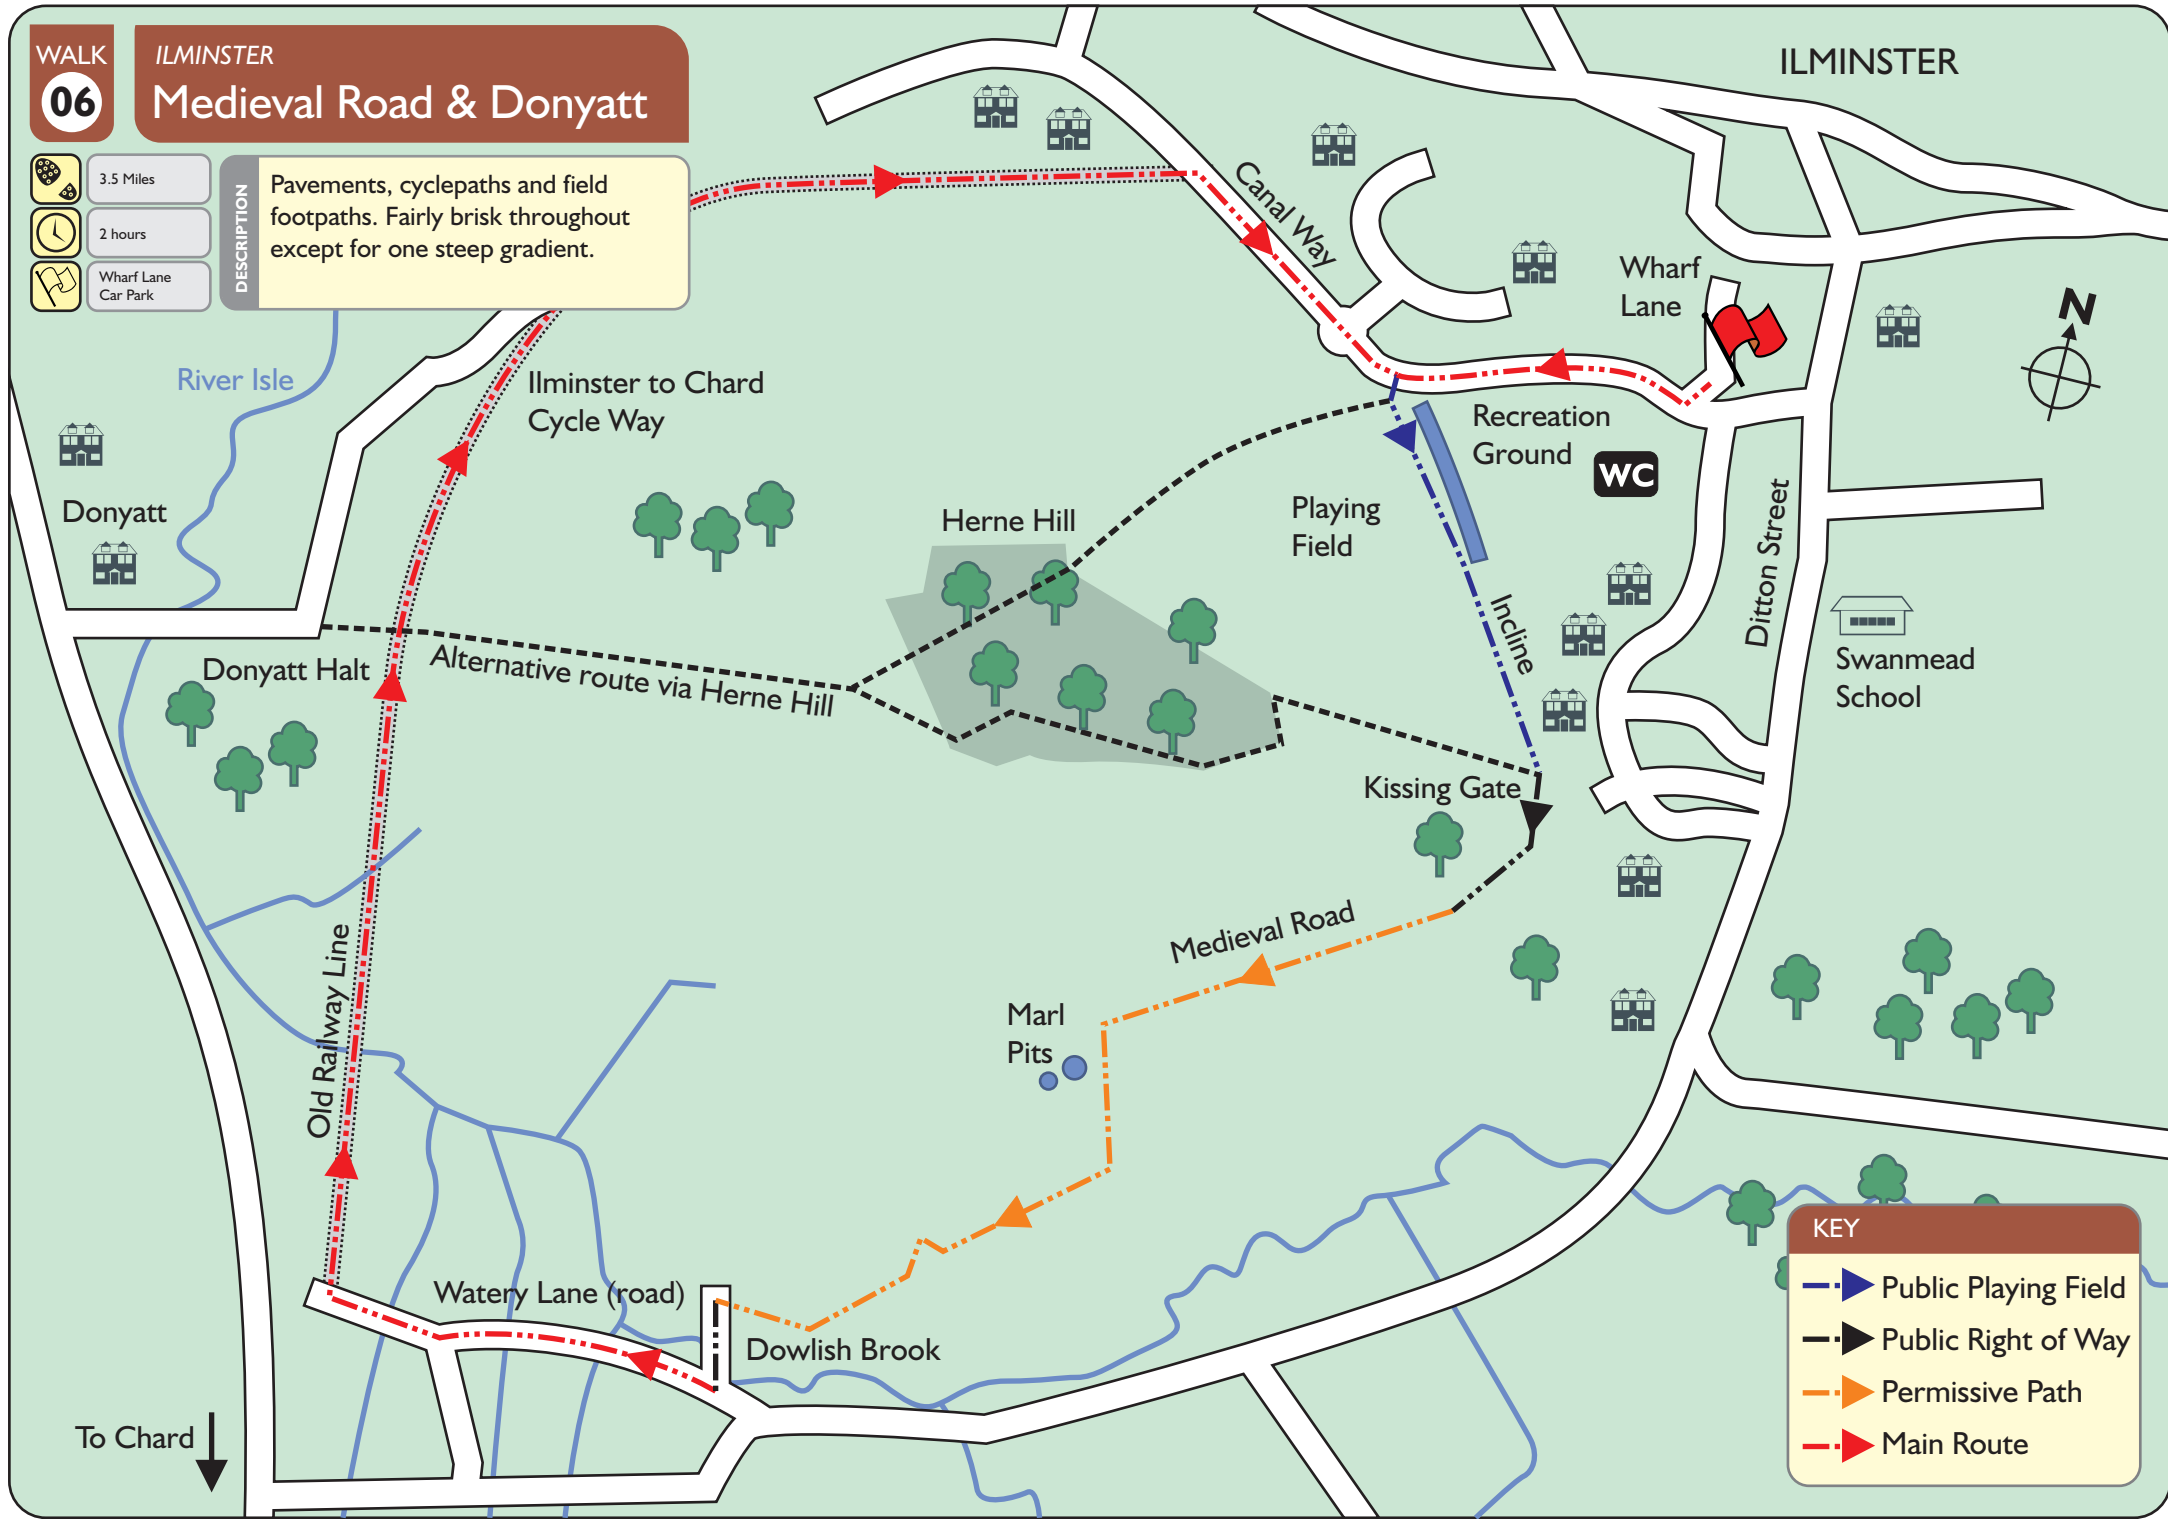 WALK
06
ILMINSTER
Medieval Road & Donyatt
3.5 Miles
2 hours
Wharf Lane
Car Park
DESCRIPTION
Pavements, cyclepaths and field
footpaths. Fairly brisk throughout
except for one steep gradient.
ILMINSTER
Canal Way
Wharf
Lane
N
River Isle
Ilminster to Chard
Cycle Way
Recreation
Ground
WC
Donyatt
Herne Hill
Playing
Field
Ditton Street
Incline
Donyatt Halt
Alternative route via Herne Hill
Swanmead
School
Kissing Gate
Medieval Road
Old Railway Line
Marl
Pits
Watery Lane (road)
Dowlish Brook
To Chard
KEY
Public Playing Field
Public Right of Way
Permissive Path
Main Route